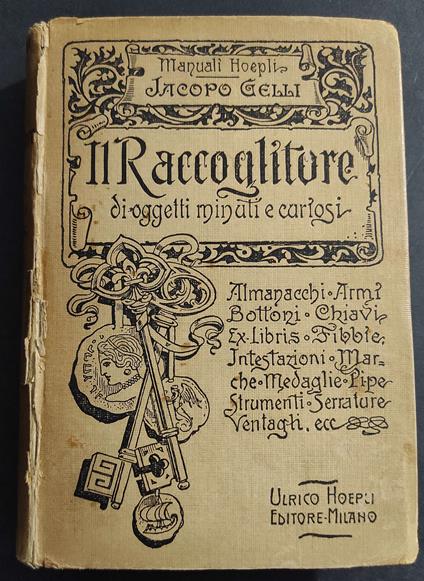 Manuali Hoepli
Jacopo Gelli
Il Raccoglitore
di oggetti minuti e curiosi
Almanacchi · Armi
Bottoni · Chiavi
Ex-Libris · Fibbie,
Intestazioni · Mar-
che · Medaglie · Pipe
Strumenti · Serrature
Ventagli, ecc
Ulrico Hoepli
Editore-Milano